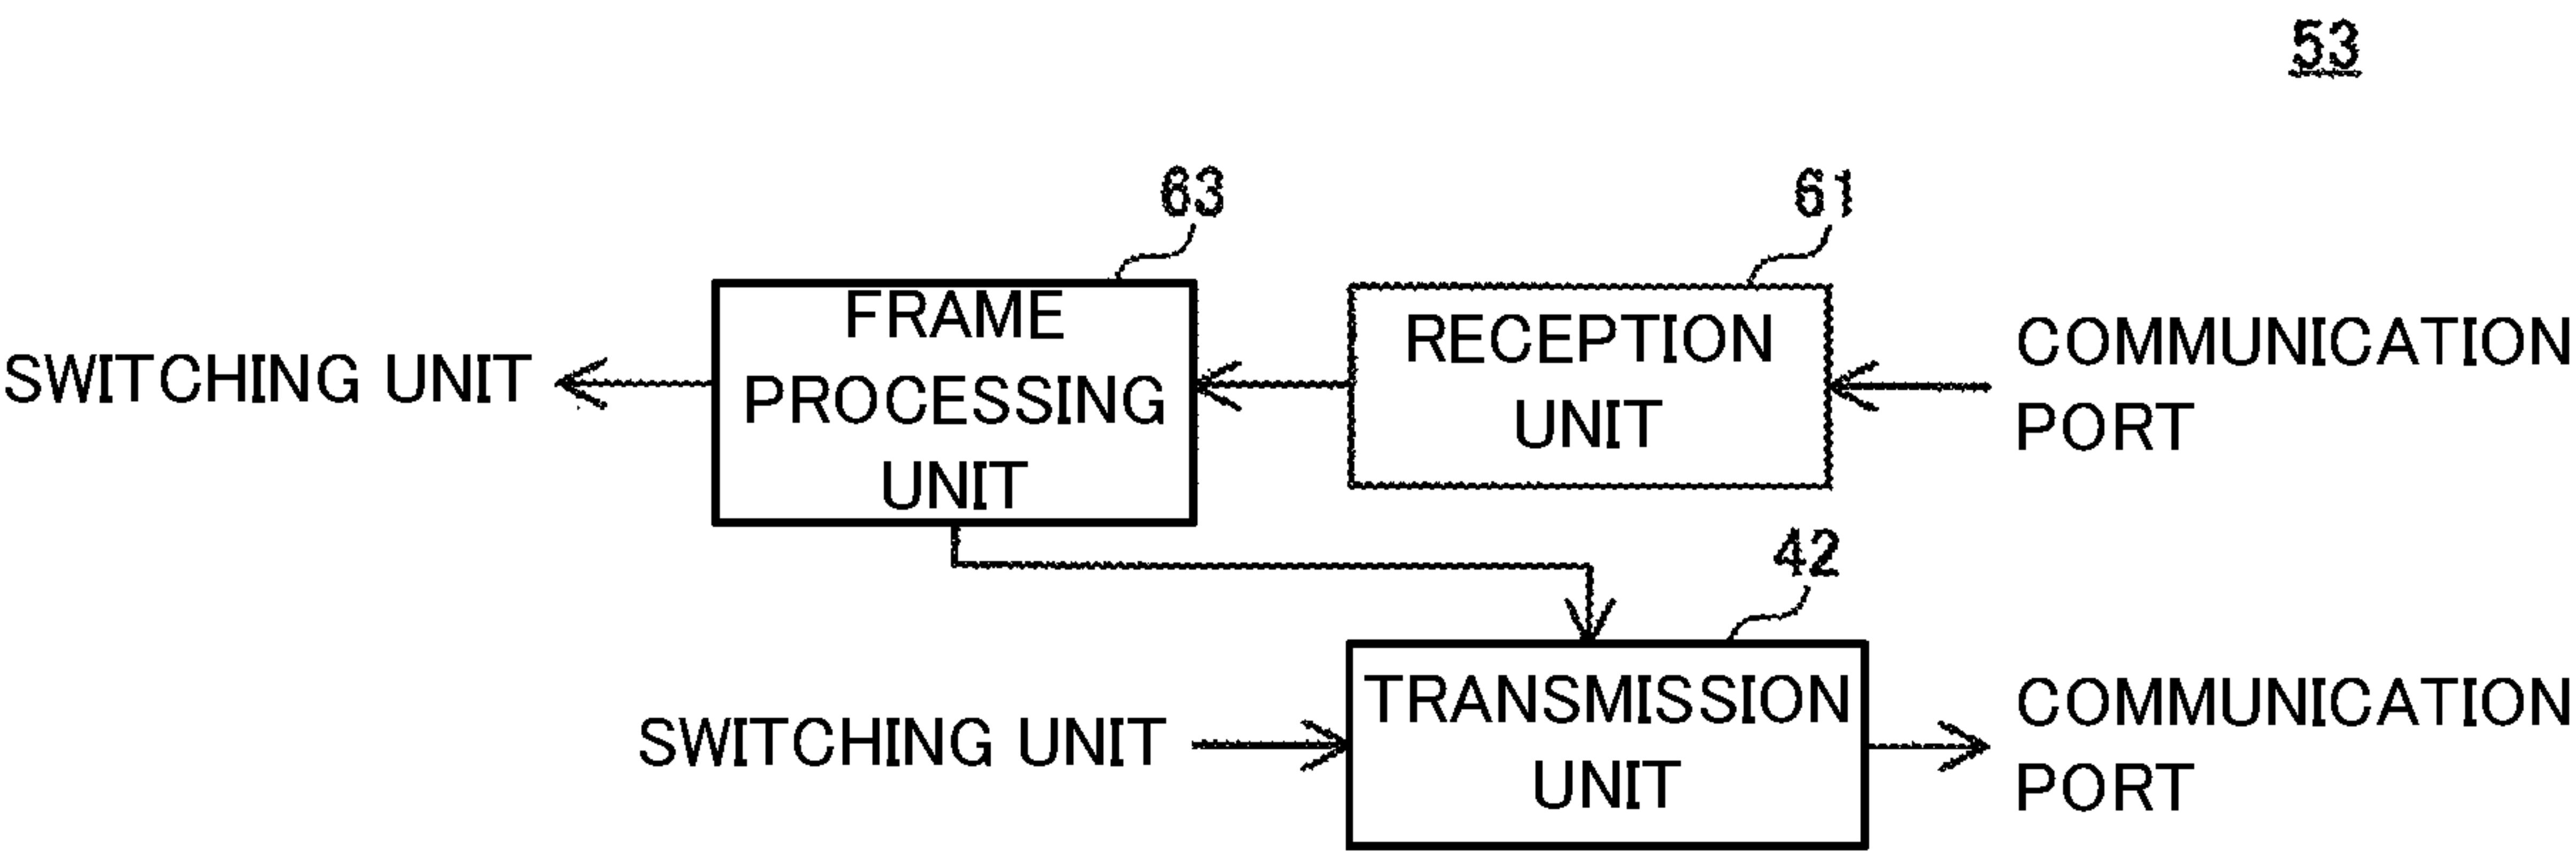 53
63
61
FRAME
PROCESSING
UNIT
RECEPTION
UNIT
SWITCHING UNIT
COMMUNICATION
PORT
42
TRANSMISSION
UNIT
SWITCHING UNIT
COMMUNICATION
PORT